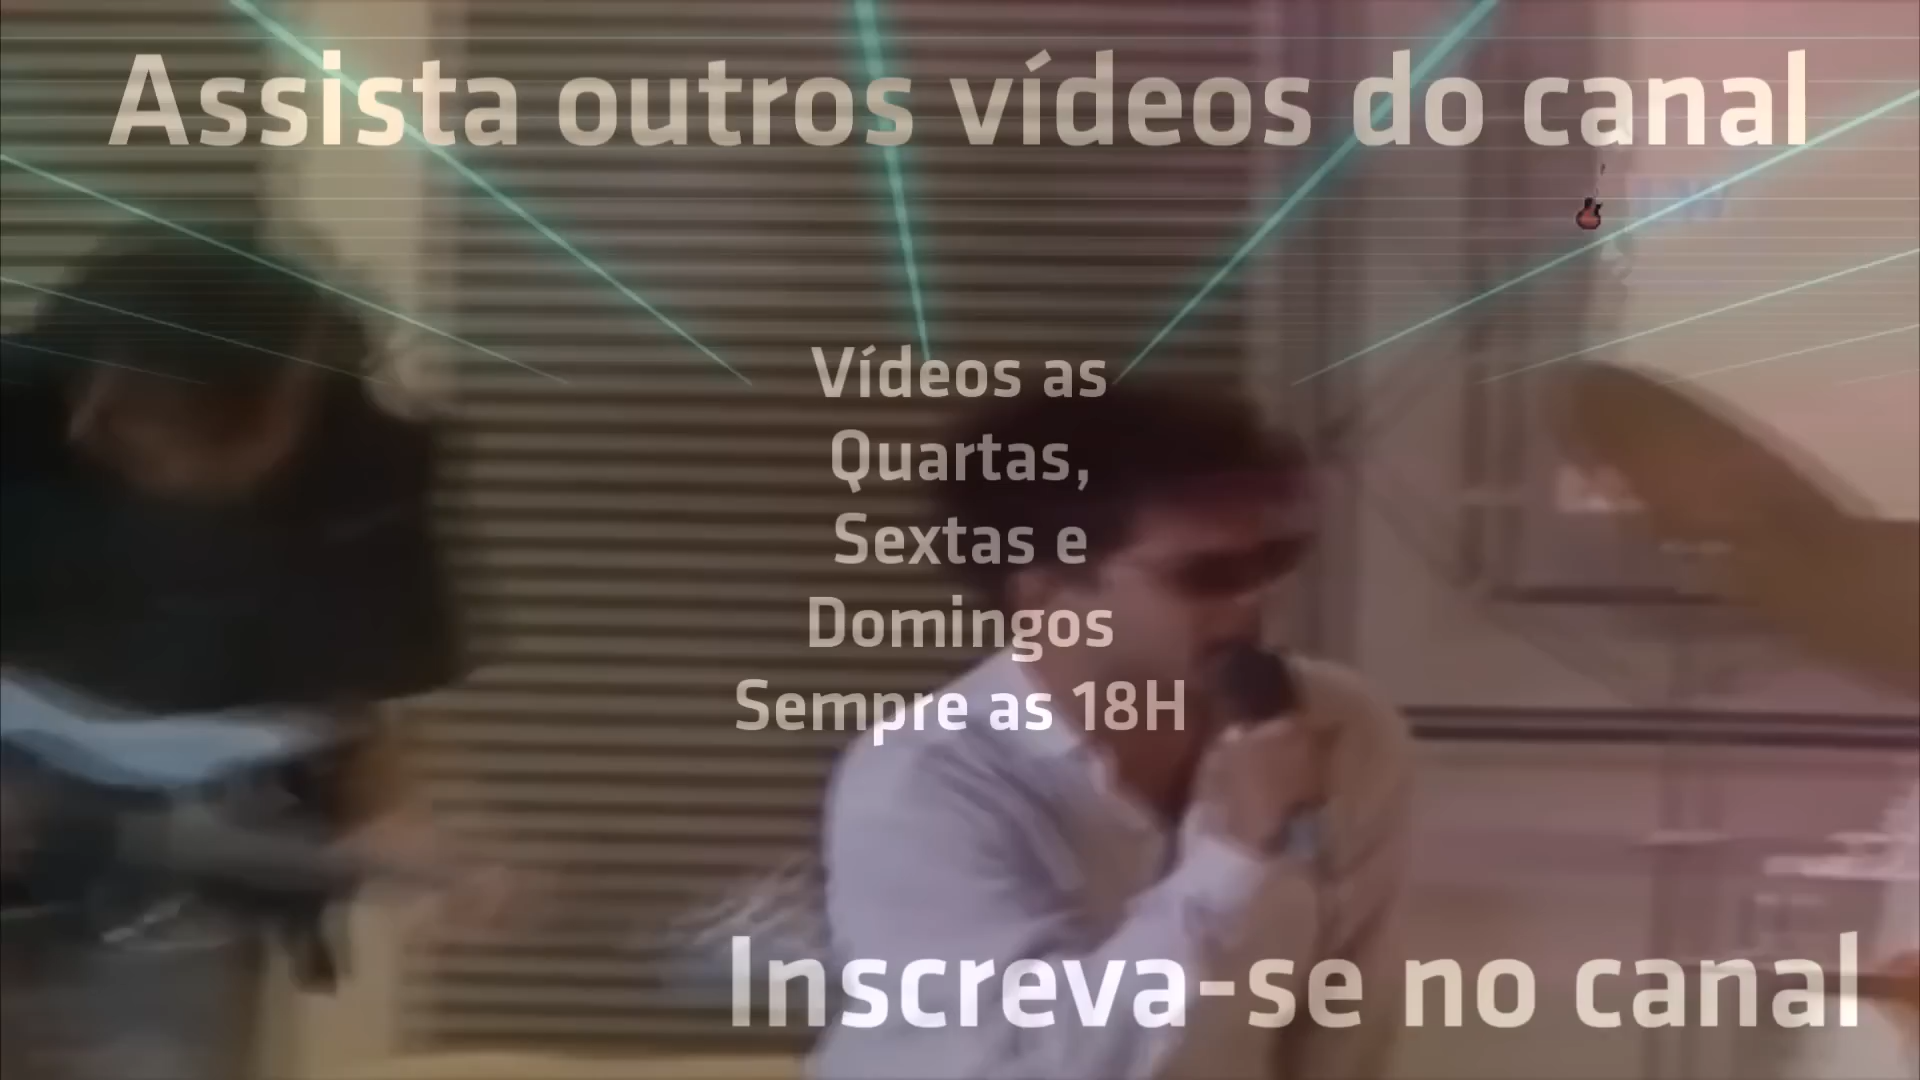 Assista outros vídeos do canal
Vídeos as
Quartas,
Sextas e
Domingos
Sempre as 18H
Inscreva-se no canal